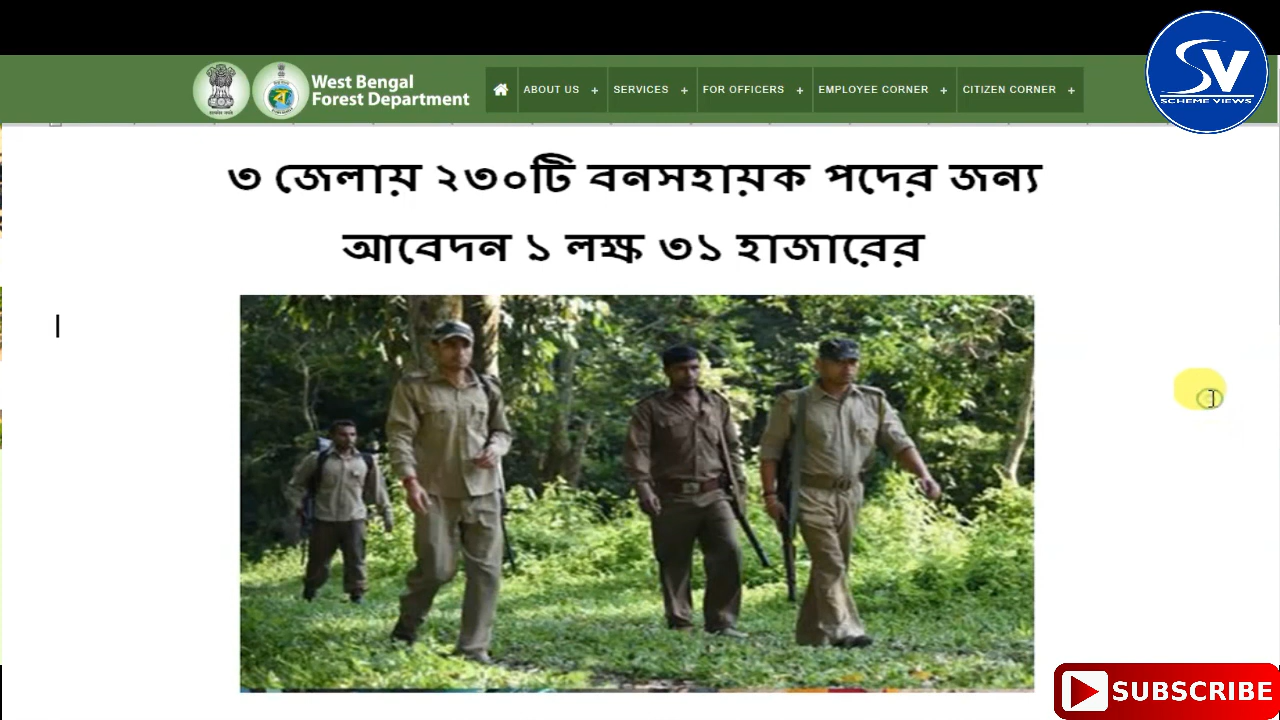 West Bengal
Forest Department
ABOUT US +
SERVICES +
FOR OFFICERS +
EMPLOYEE CORNER +
CITIZEN CORNER +
SV
SCHEME VIEWS
৩ জেলায় ২৩০টি বনসহায়ক পদের জন্য
আবেদন ১ লক্ষ ৩১ হাজারের
SUBSCRIBE